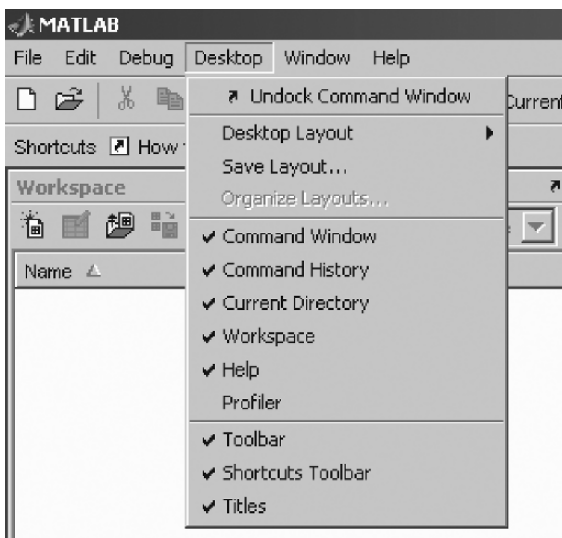 MATLAB
File Edit Debug Desktop Window Help
Undock Command Window
Current
Desktop Layout
Shortcuts How
Save Layout...
Workspace
Organize Layouts...
Command Window
Name
Command History
Current Directory
Workspace
Help
Profiler
Toolbar
Shortcuts Toolbar
Titles